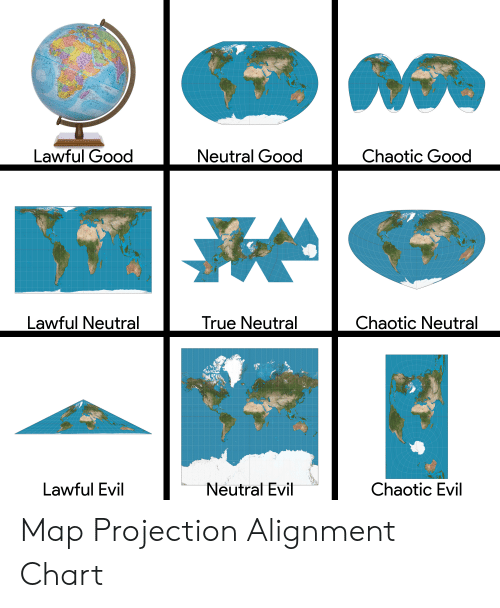 Lawful Good
Neutral Good
Chaotic Good
Lawful Neutral
True Neutral
Chaotic Neutral
Lawful Evil
Neutral Evil
Chaotic Evil
Map Projection Alignment
Chart